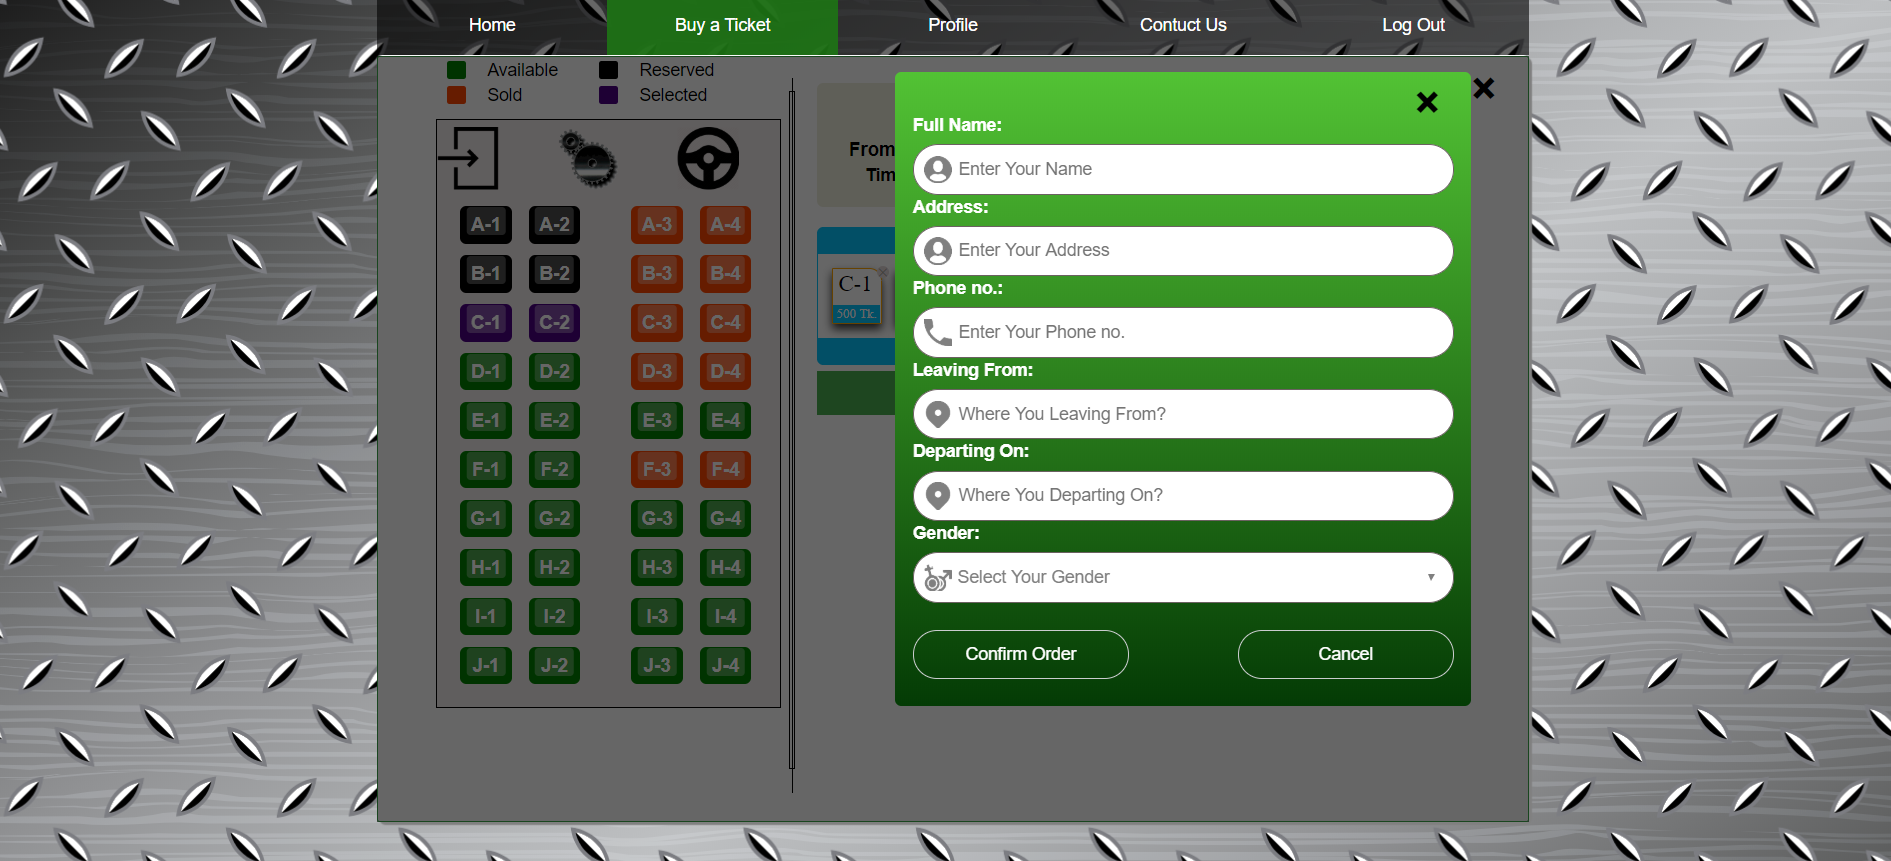 Home Buy a Ticket Profile Contuct Us Log Out
Available Reserved
Sold Selected
A-1 A-2 A-3 A-4
B-1 B-2 B-3 B-4
C-1 C-2 C-3 C-4
D-1 D-2 D-3 D-4
E-1 E-2 E-3 E-4
F-1 F-2 F-3 F-4
G-1 G-2 G-3 G-4
H-1 H-2 H-3 H-4
I-1 I-2 I-3 I-4
J-1 J-2 J-3 J-4
From
Tim
C-1
500 Tk.
Full Name:
Enter Your Name
Address:
Enter Your Address
Phone no.:
Enter Your Phone no.
Leaving From:
Where You Leaving From?
Departing On:
Where You Departing On?
Gender:
Select Your Gender
Confirm Order Cancel